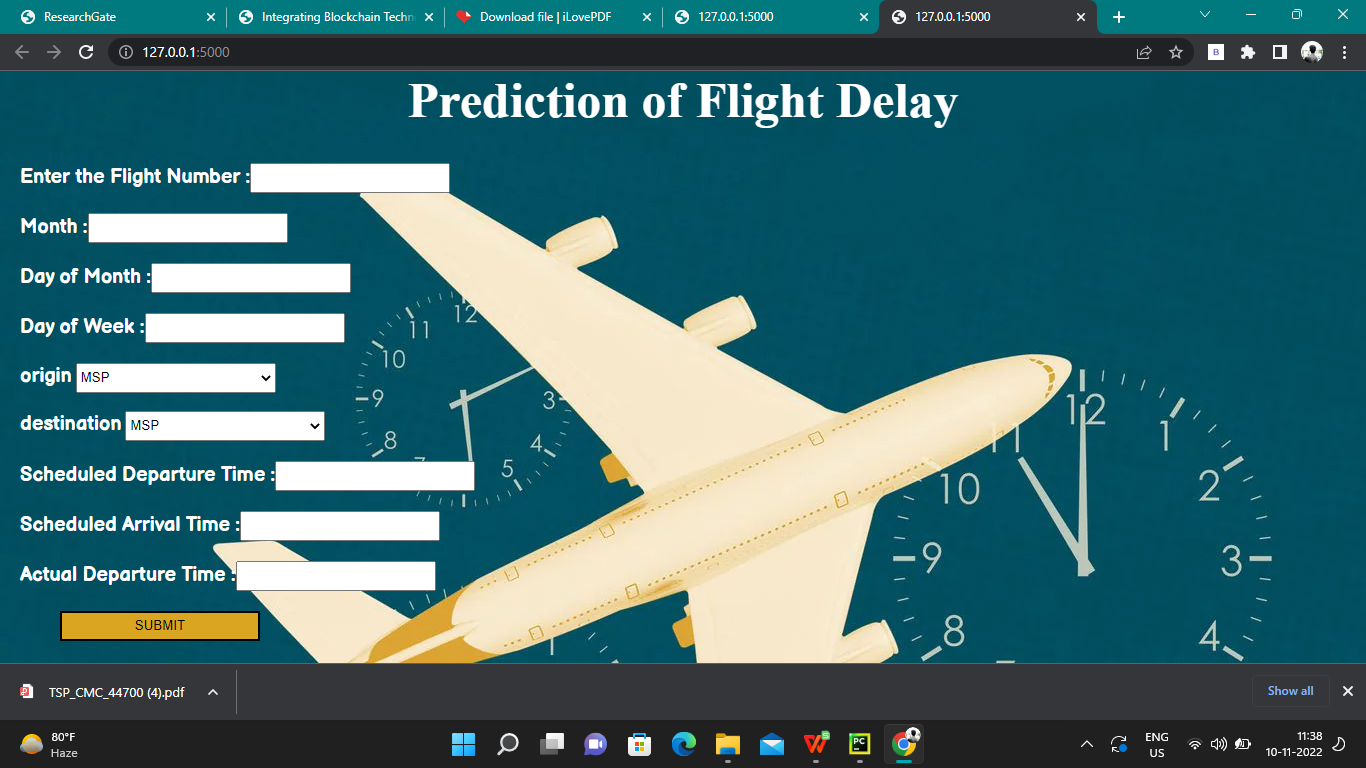 ResearchGate
Integrating Blockchain Techn
Download file | iLovePDF
127.0.0.1:5000
127.0.0.1:5000
127.0.0.1:5000
B
Prediction of Flight Delay
Enter the Flight Number :
Month :
Day of Month :
Day of Week :
origin MSP
destination MSP
Scheduled Departure Time :
Scheduled Arrival Time :
Actual Departure Time :
SUBMIT
12
11
10
9
8
7
5
4
3
12
11
10
9
8
1
2
3
4
TSP_CMC_44700 (4).pdf
Show all
80°F
Haze
PC
ENG
US
11:38
10-11-2022